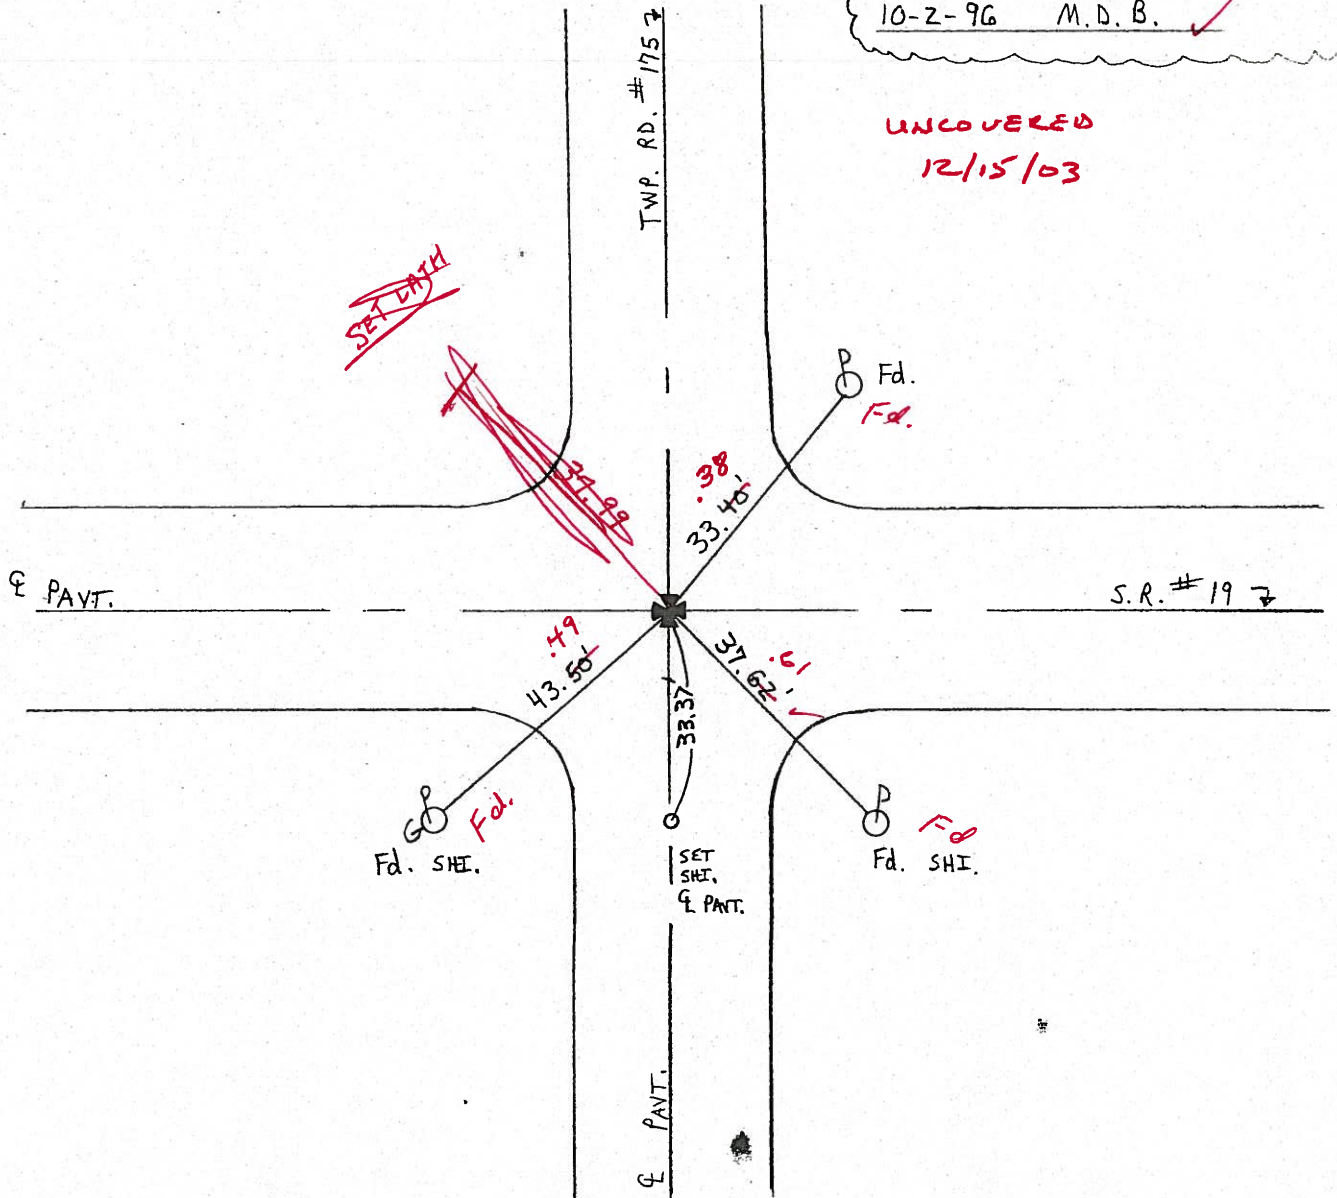 10-2-96 M.D.B.
UNCOVERED
12/15/03
TWP. RD. #175
SET LATH
37.99
P Fd.
Fd.
.38
33.40'
℄ PAVT.
S.R. #19
.49
43.50'
33.37
.61
37.62'
P
G Fd.
Fd. SHI.
SET
SHI.
℄ PAVT.
P Fd
Fd. SHI.
℄ PAVT.